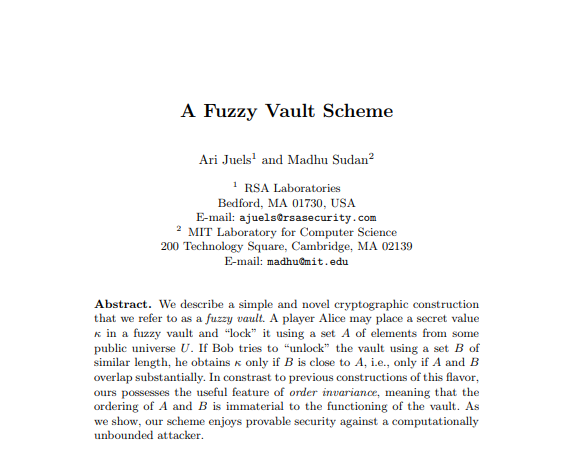 A Fuzzy Vault Scheme
Ari Juels1 and Madhu Sudan2
1 RSA Laboratories
Bedford, MA 01730, USA
E-mail: ajuels@rsasecurity.com
2 MIT Laboratory for Computer Science
200 Technology Square, Cambridge, MA 02139
E-mail: madhu@mit.edu
Abstract. We describe a simple and novel cryptographic construction
that we refer to as a fuzzy vault. A player Alice may place a secret value
κ in a fuzzy vault and “lock” it using a set A of elements from some
public universe U. If Bob tries to “unlock” the vault using a set B of
similar length, he obtains κ only if B is close to A, i.e., only if A and B
overlap substantially. In constrast to previous constructions of this flavor,
ours possesses the useful feature of order invariance, meaning that the
ordering of A and B is immaterial to the functioning of the vault. As
we show, our scheme enjoys provable security against a computationally
unbounded attacker.